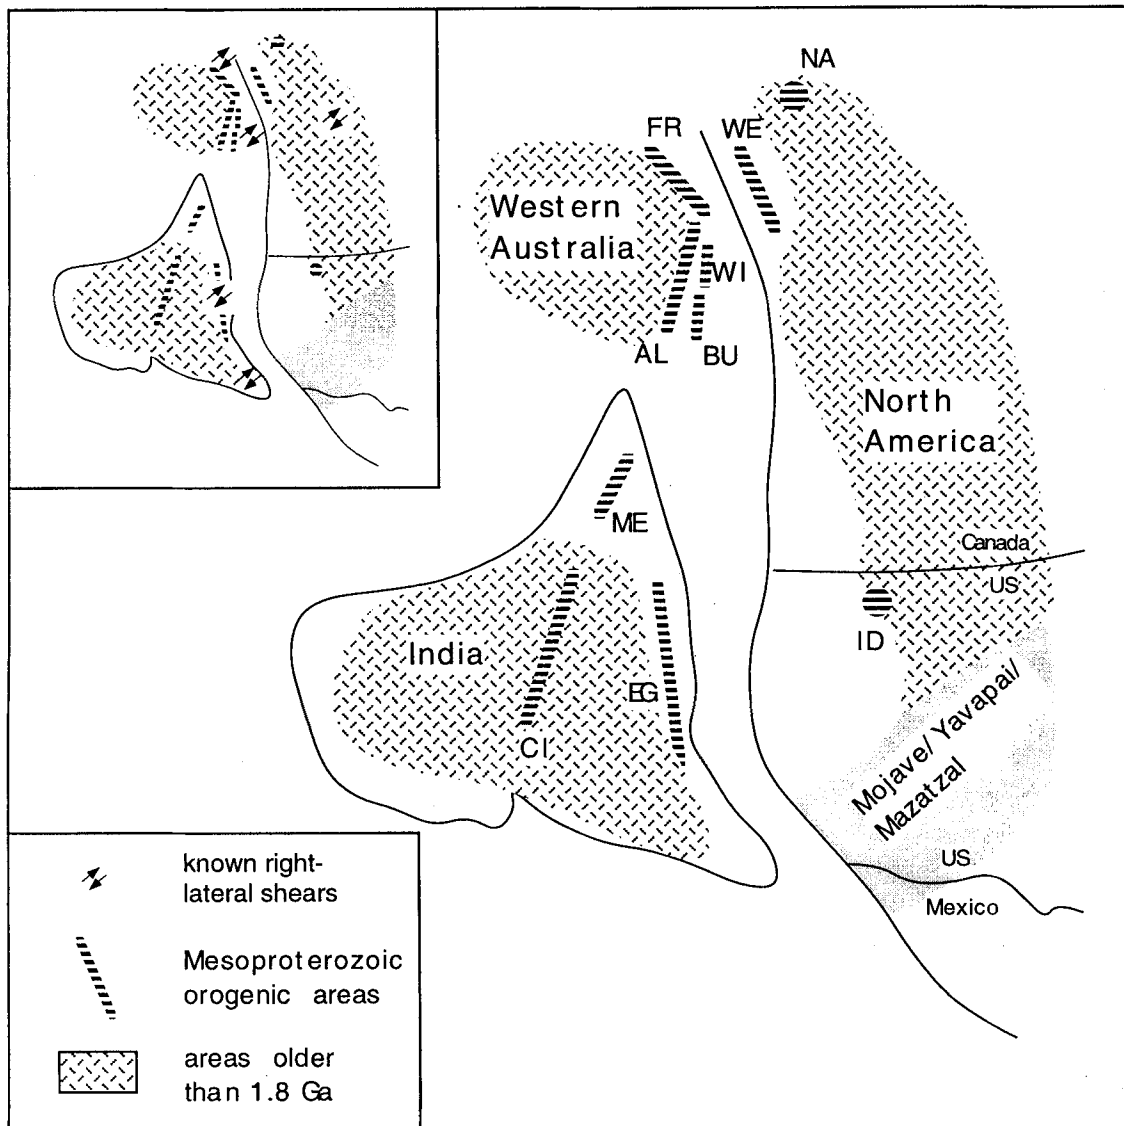 NA
FR
WE
Western
Australia
WI
AL
BU
North
America
ME
Canada
US
ID
India
EG
CI
Mojave/ Yavapai/
Mazatzal
US
Mexico
known right-
lateral shears
Mesoproterozoic
orogenic areas
areas older
than 1.8 Ga